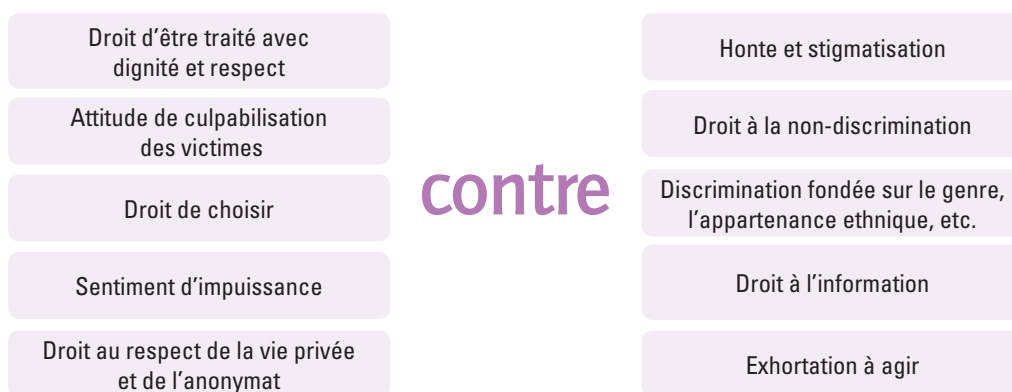 Droit d’être traité avec
dignité et respect
Attitude de culpabilisation
des victimes
Droit de choisir
Sentiment d’impuissance
Droit au respect de la vie privée
et de l’anonymat
contre
Honte et stigmatisation
Droit à la non-discrimination
Discrimination fondée sur le genre,
l’appartenance ethnique, etc.
Droit à l’information
Exhortation à agir